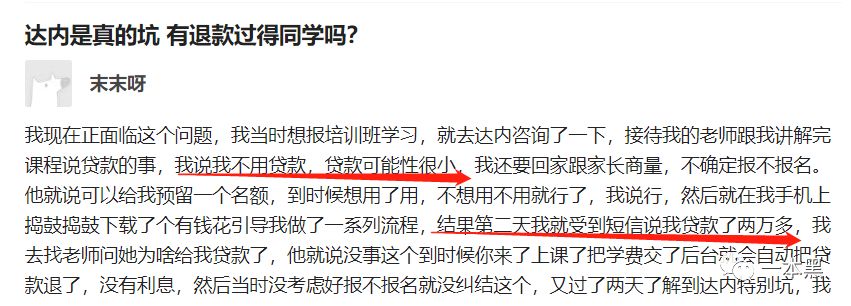 达内是真的坑 有退款过得同学吗?
末末呀
我现在正面临这个问题，我当时想报培训班学习，就去达内咨询了一下，接待我的老师跟我讲解完
课程说贷款的事，我说我不用贷款，贷款可能性很小，我还要回家跟家长商量，不确定报不报名。
他就说可以给我预留一个名额，到时候想用了用，不想用不用就行了，我说行，然后就在我手机上
捣鼓捣鼓下载了个有钱花引导我做了一系列流程，结果第二天我就受到短信说我贷款了两万多，我
去找老师问她为啥给我贷款了，他就说没事这个到时候你来了上课了把学费交了后台就会自动把贷
款退了，没有利息，然后当时没考虑好报不报名就没纠结这个，又过了两天了解到达内特别坑，我
一本黑